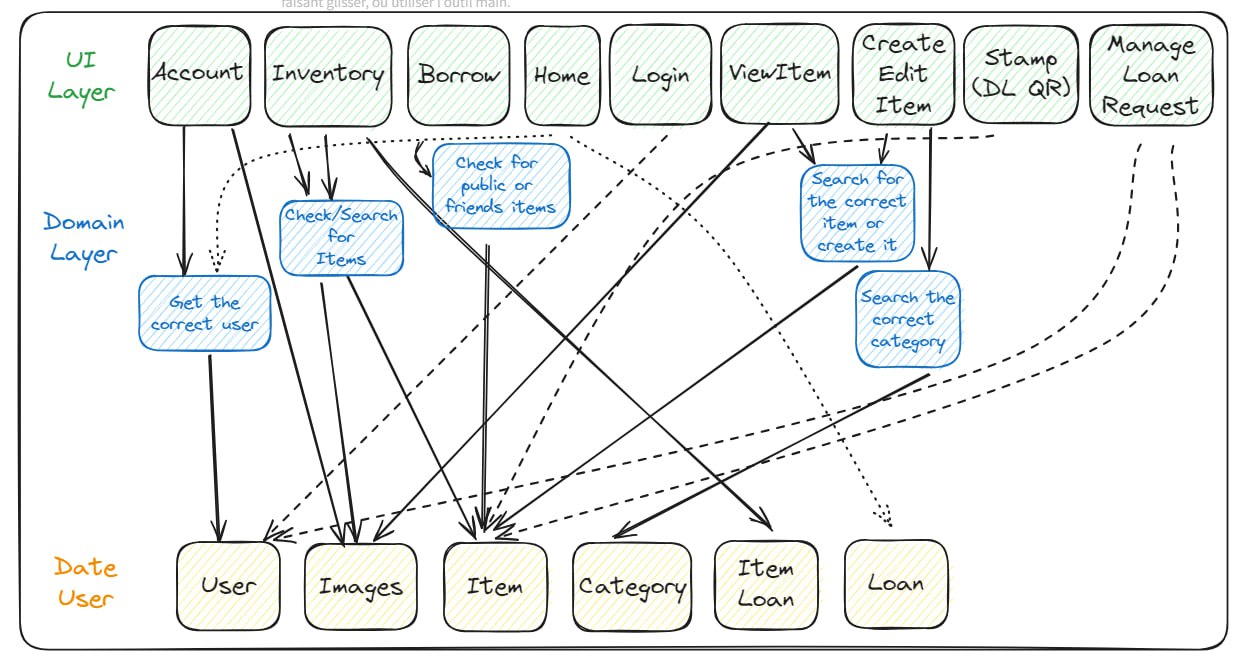 faisant glisser, ou utiliser l'outil main.
UI
Layer
Account
Inventory
Borrow
Home
Login
ViewItem
Create
Edit
Item
Stamp
(DL QR)
Manage
Loan
Request
Domain
Layer
Check for
public or
friends items
Search for
the correct
item or
create it
Check/Search
for
Items
Get the
correct user
Search the
correct
category
Date
User
User
Images
Item
Category
Item
Loan
Loan